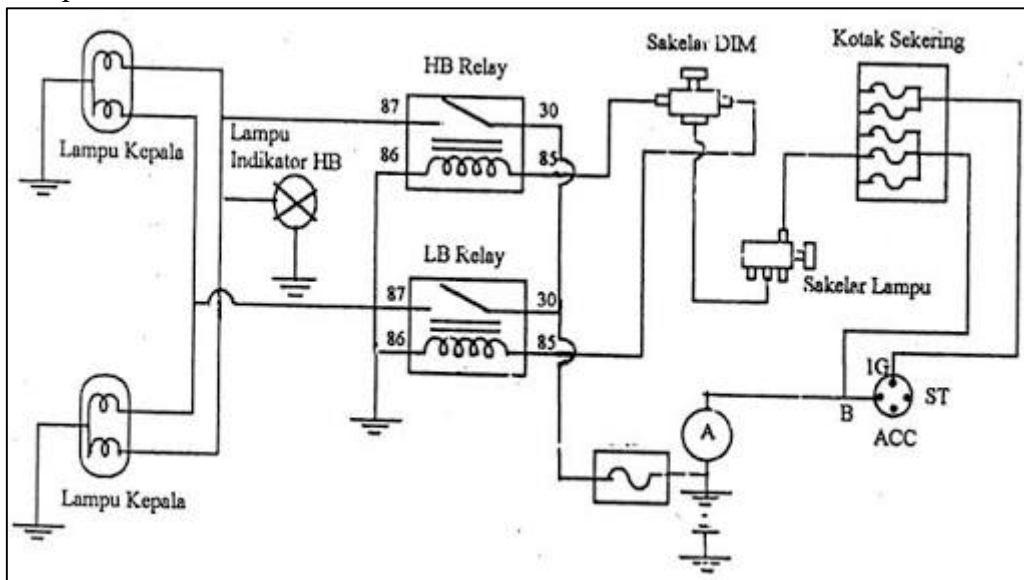 Sakelar DIM
Kotak Sekering
HB Relay
87
30
86
85
Lampu Kepala
Lampu
Indikator HB
LB Relay
87
30
86
85
Sakelar Lampu
IG
ST
B
ACC
A
Lampu Kepala